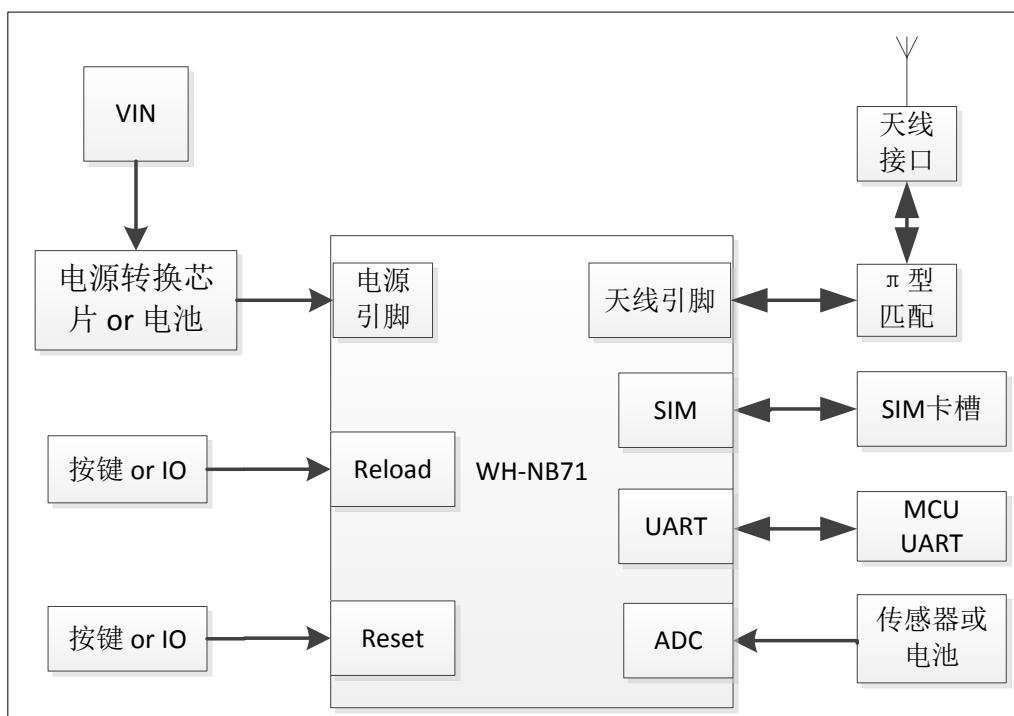 VIN
天线
接口
电源转换芯
片 or 电池
电源
引脚
天线引脚
π 型
匹配
SIM
SIM卡槽
按键 or IO
Reload
WH-NB71
UART
MCU
UART
按键 or IO
Reset
ADC
传感器或
电池